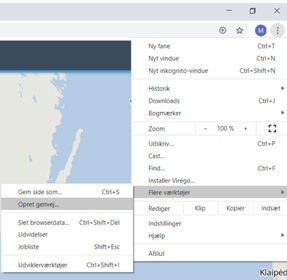 M
Ny fane Ctrl+T
Nyt vindue Ctrl+N
Nyt inkognito-vindue Ctrl+Shift+N
Historik
Downloads Ctrl+J
Bogmærker
Zoom - 100 % +
Udskriv... Ctrl+P
Cast...
Find... Ctrl+F
Installer Virego...
Flere værktøjer
Rediger Klip Kopier Indsæt
Indstillinger
Hjælp
Afslut
Gem side som... Ctrl+S
Opret genvej...
Slet browserdata... Ctrl+Shift+Del
Udvidelser
Jobliste Shift+Esc
Udviklerværktøjer Ctrl+Shift+I
Klaipėd